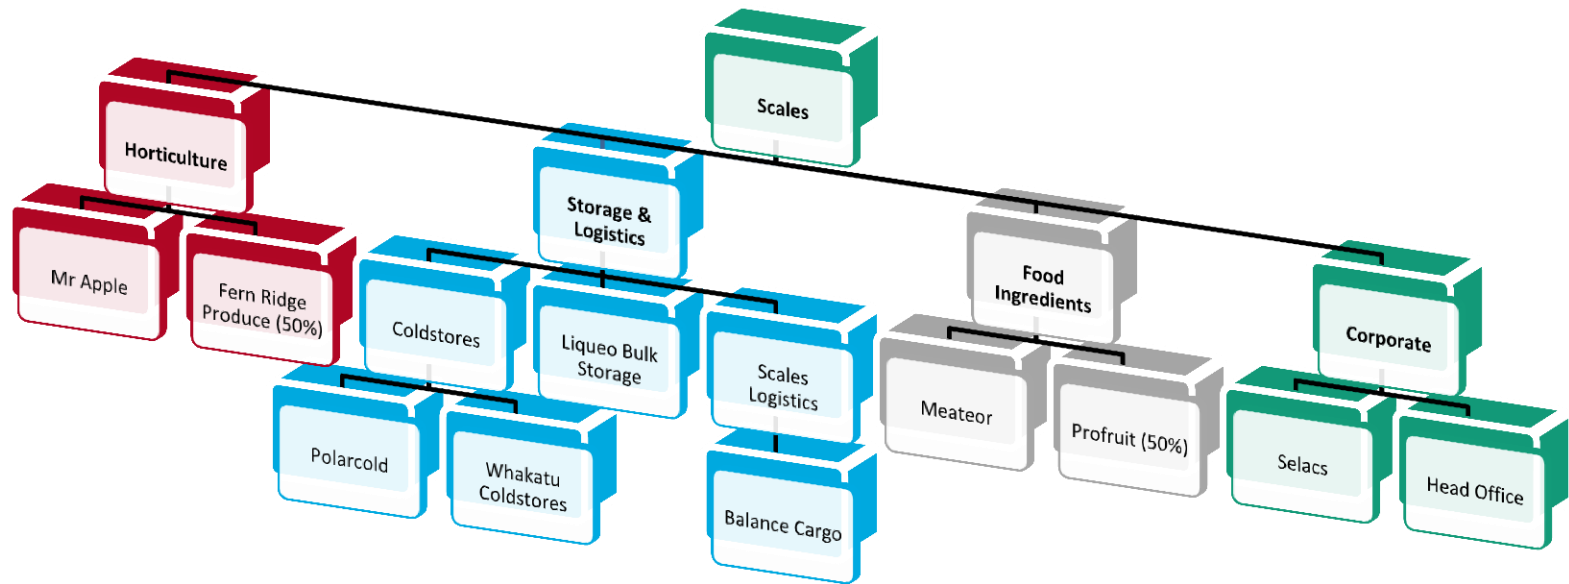 Scales
Horticulture
Storage &
Logistics
Food
Ingredients
Corporate
Mr Apple
Fern Ridge
Produce (50%)
Coldstores
Liqueo Bulk
Storage
Scales
Logistics
Meateor
Profruit (50%)
Selacs
Head Office
Polarcold
Whakatu
Coldstores
Balance Cargo